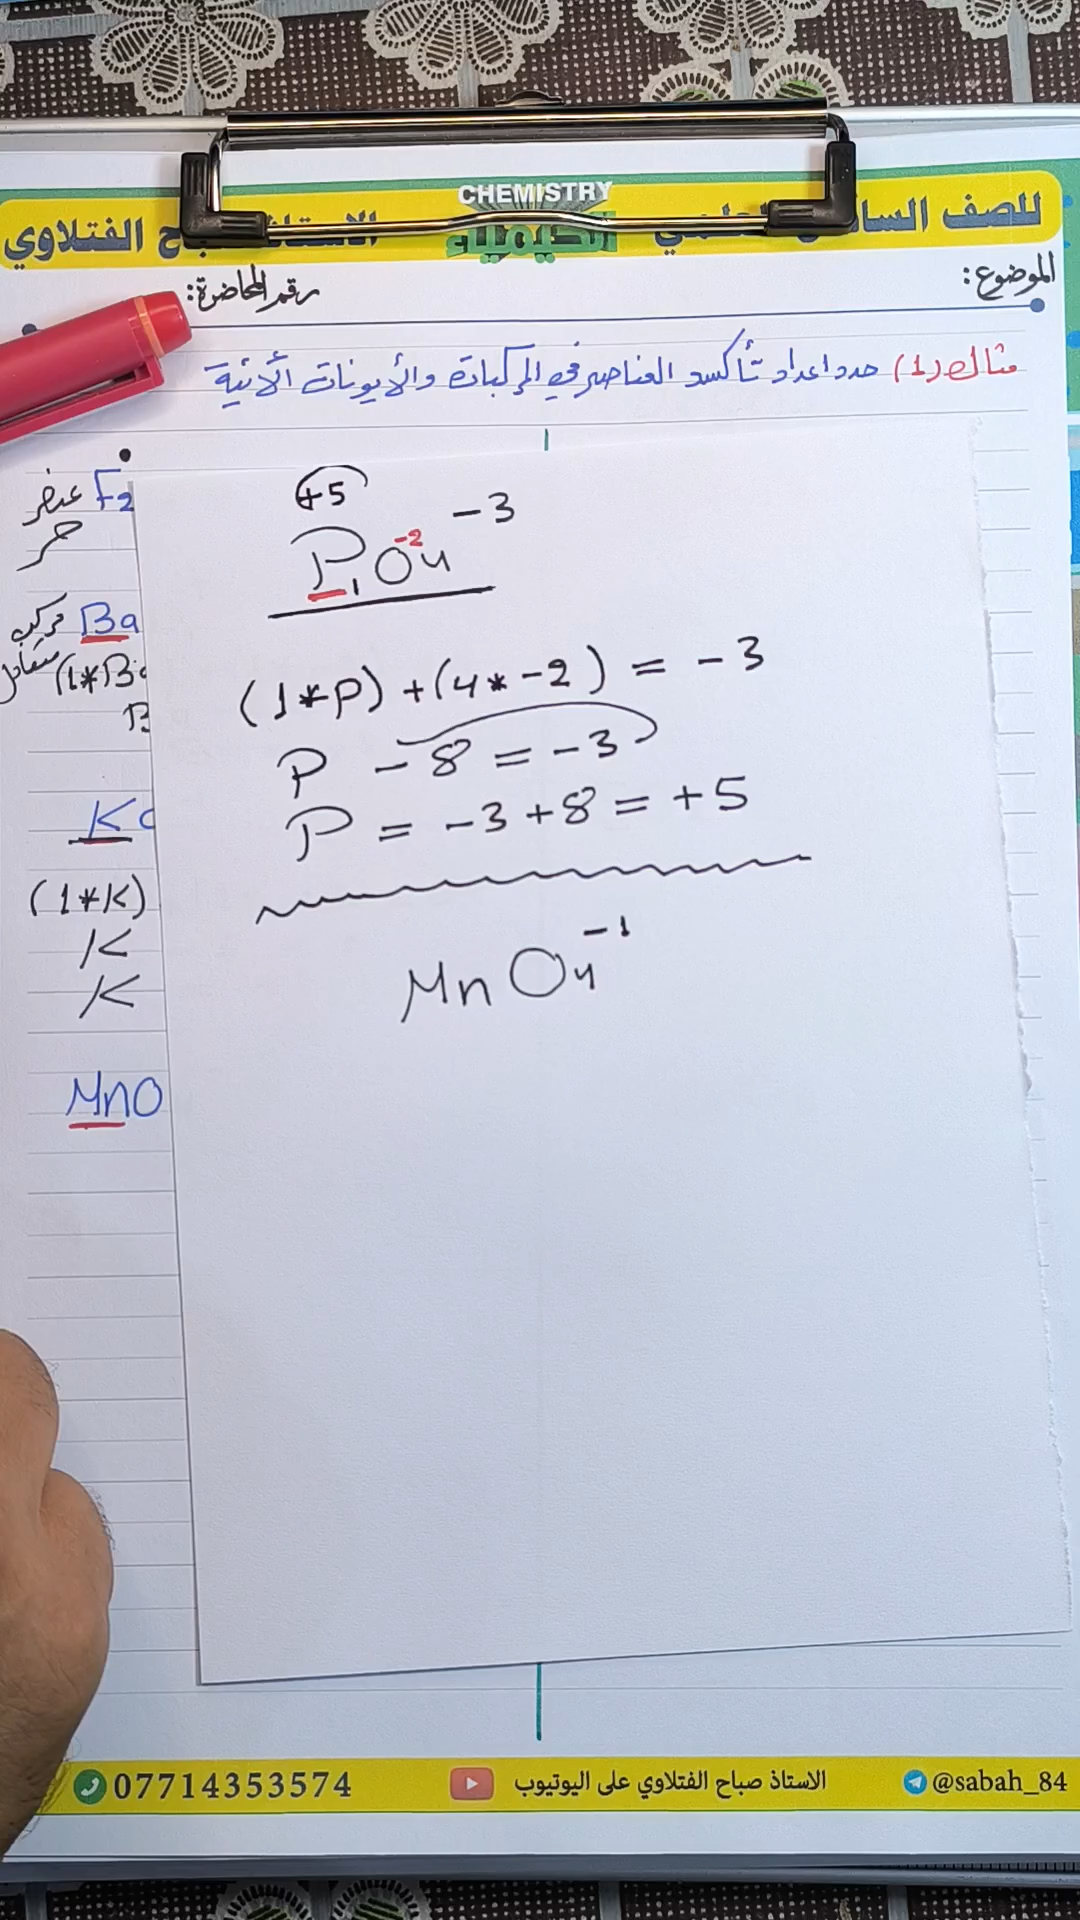 CHEMISTRY
للصف
الكيمياء
الفتلاوي
الموضوع:
رقم المحاضرة:
مثال (1) حدد اعداد تأكسد العناصر في المركبات والأيونات الآتية
F2 عنصر حر
+5
P1O4 -2 -3
(1*P) + (4*-2) = -3
P - 8 = -3
P = -3 + 8 = +5
MnO4 -1
Ba مركب متعادل
(1*Ba
B
K
(1*K)
K
K
MnO
07714353574
الاستاذ صباح الفتلاوي على اليوتيوب
@sabah_84